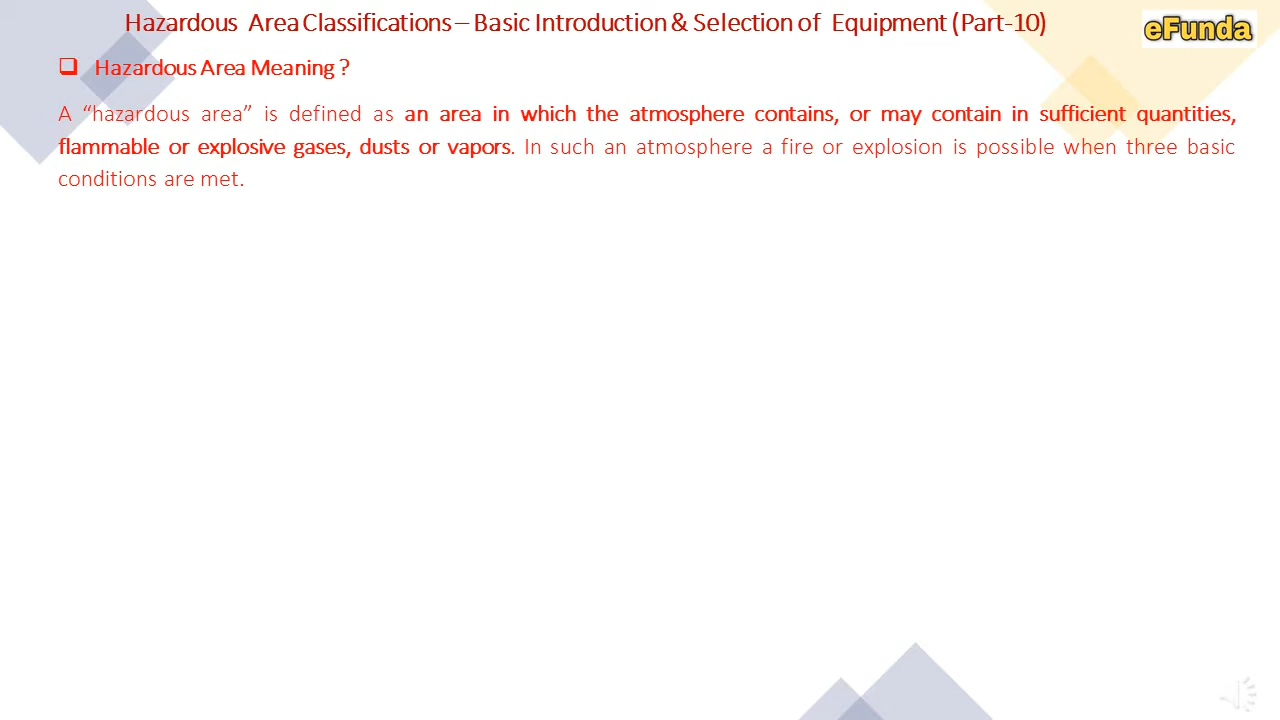 Hazardous Area Classifications – Basic Introduction & Selection of Equipment (Part-10)
eFunda
Hazardous Area Meaning ?
A “hazardous area” is defined as an area in which the atmosphere contains, or may contain in sufficient quantities,
flammable or explosive gases, dusts or vapors. In such an atmosphere a fire or explosion is possible when three basic
conditions are met.